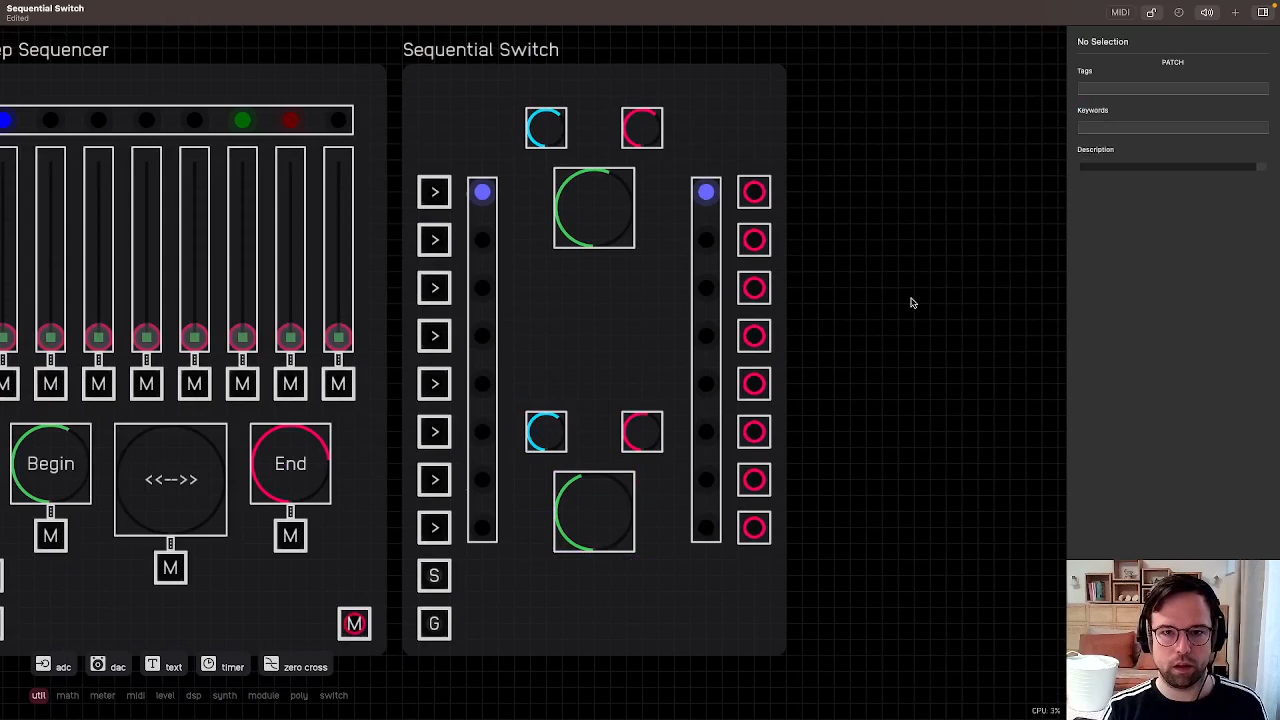 Sequential Switch
Edited
MIDI
ep Sequencer
Sequential Switch
No Selection
PATCH
Tags
Keywords
Description
>
>
>
>
>
>
>
>
S
G
M M M M M M M M
Begin
<<-->>
End
M
M
M
M
adc
dac
T text
timer
zero cross
util math meter midi level dsp synth module poly switch
CPU: 3%